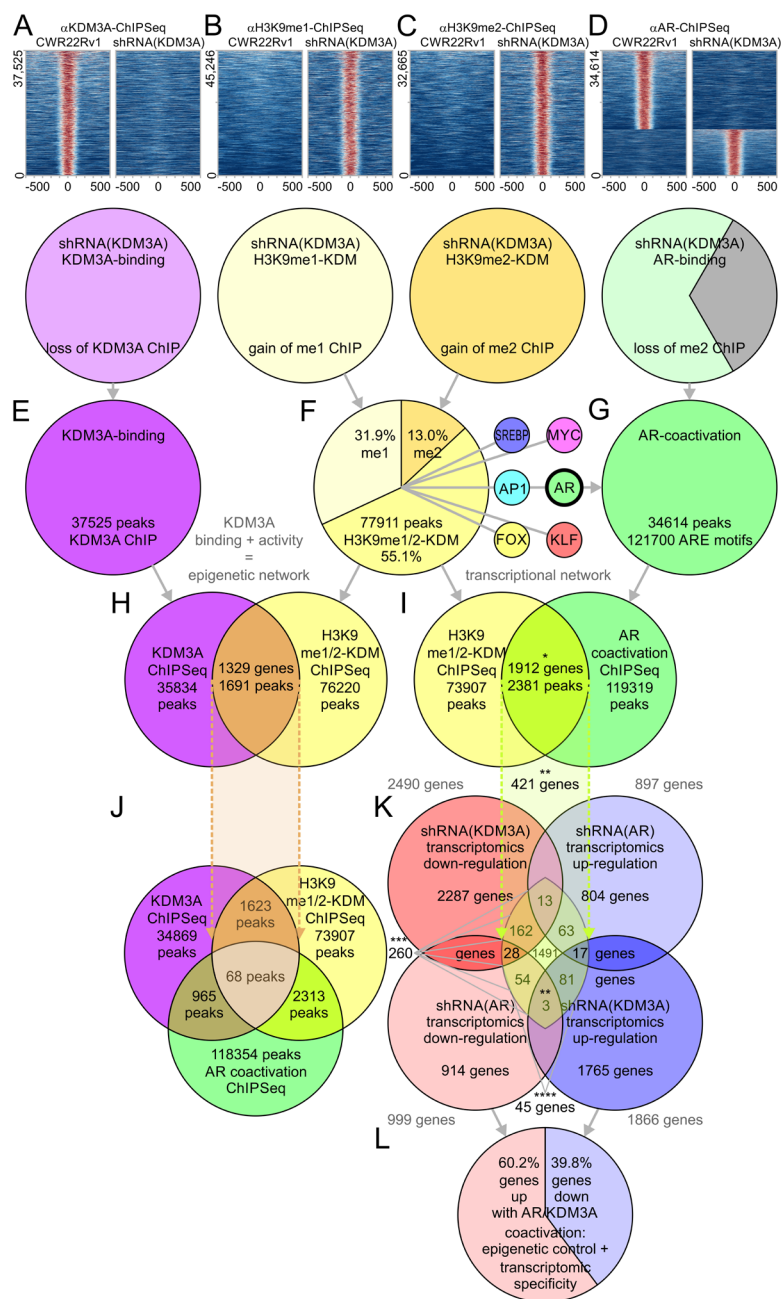 A
αKDM3A-ChIPSeq
CWR22Rv1 shRNA(KDM3A)
37,525
0
-500 0 500 -500 0 500
B
αH3K9me1-ChIPSeq
CWR22Rv1 shRNA(KDM3A)
45,246
0
-500 0 500 -500 0 500
C
αH3K9me2-ChIPSeq
CWR22Rv1 shRNA(KDM3A)
32,665
0
-500 0 500 -500 0 500
D
αAR-ChIPSeq
CWR22Rv1 shRNA(KDM3A)
34,614
0
-500 0 500 -500 0 500
shRNA(KDM3A)
KDM3A-binding
loss of KDM3A ChIP
shRNA(KDM3A)
H3K9me1-KDM
gain of me1 ChIP
shRNA(KDM3A)
H3K9me2-KDM
gain of me2 ChIP
shRNA(KDM3A)
AR-binding
loss of me2 ChIP
E
KDM3A-binding
37525 peaks
KDM3A ChIP
F
31.9%
me1
13.0%
me2
77911 peaks
H3K9me1/2-KDM
55.1%
SREBP
MYC
AP1
AR
FOX
KLF
G
AR-coactivation
34614 peaks
121700 ARE motifs
KDM3A
binding + activity
=
epigenetic network
transcriptional network
H
KDM3A
ChIPSeq
35834
peaks
1329 genes
1691 peaks
H3K9
me1/2-KDM
ChIPSeq
76220
peaks
I
H3K9
me1/2-KDM
ChIPSeq
73907
peaks
*
1912 genes
2381 peaks
AR
coactivation
ChIPSeq
119319
peaks
J
KDM3A
ChIPSeq
34869
peaks
1623
peaks
H3K9
me1/2-KDM
ChIPSeq
73907
peaks
68 peaks
965
peaks
2313
peaks
118354 peaks
AR coactivation
ChIPSeq
K
2490 genes
**
421 genes
897 genes
shRNA(KDM3A)
transcriptomics
down-regulation
2287 genes
shRNA(AR)
transcriptomics
up-regulation
804 genes
13
162
63
***
260
genes
28
1491
17
genes
54
81
genes
**
3
shRNA(AR)
transcriptomics
down-regulation
914 genes
shRNA(KDM3A)
transcriptomics
up-regulation
1765 genes
****
45 genes
999 genes
1866 genes
L
60.2%
genes
up
39.8%
genes
down
with AR/KDM3A
coactivation:
epigenetic control +
transcriptomic
specificity